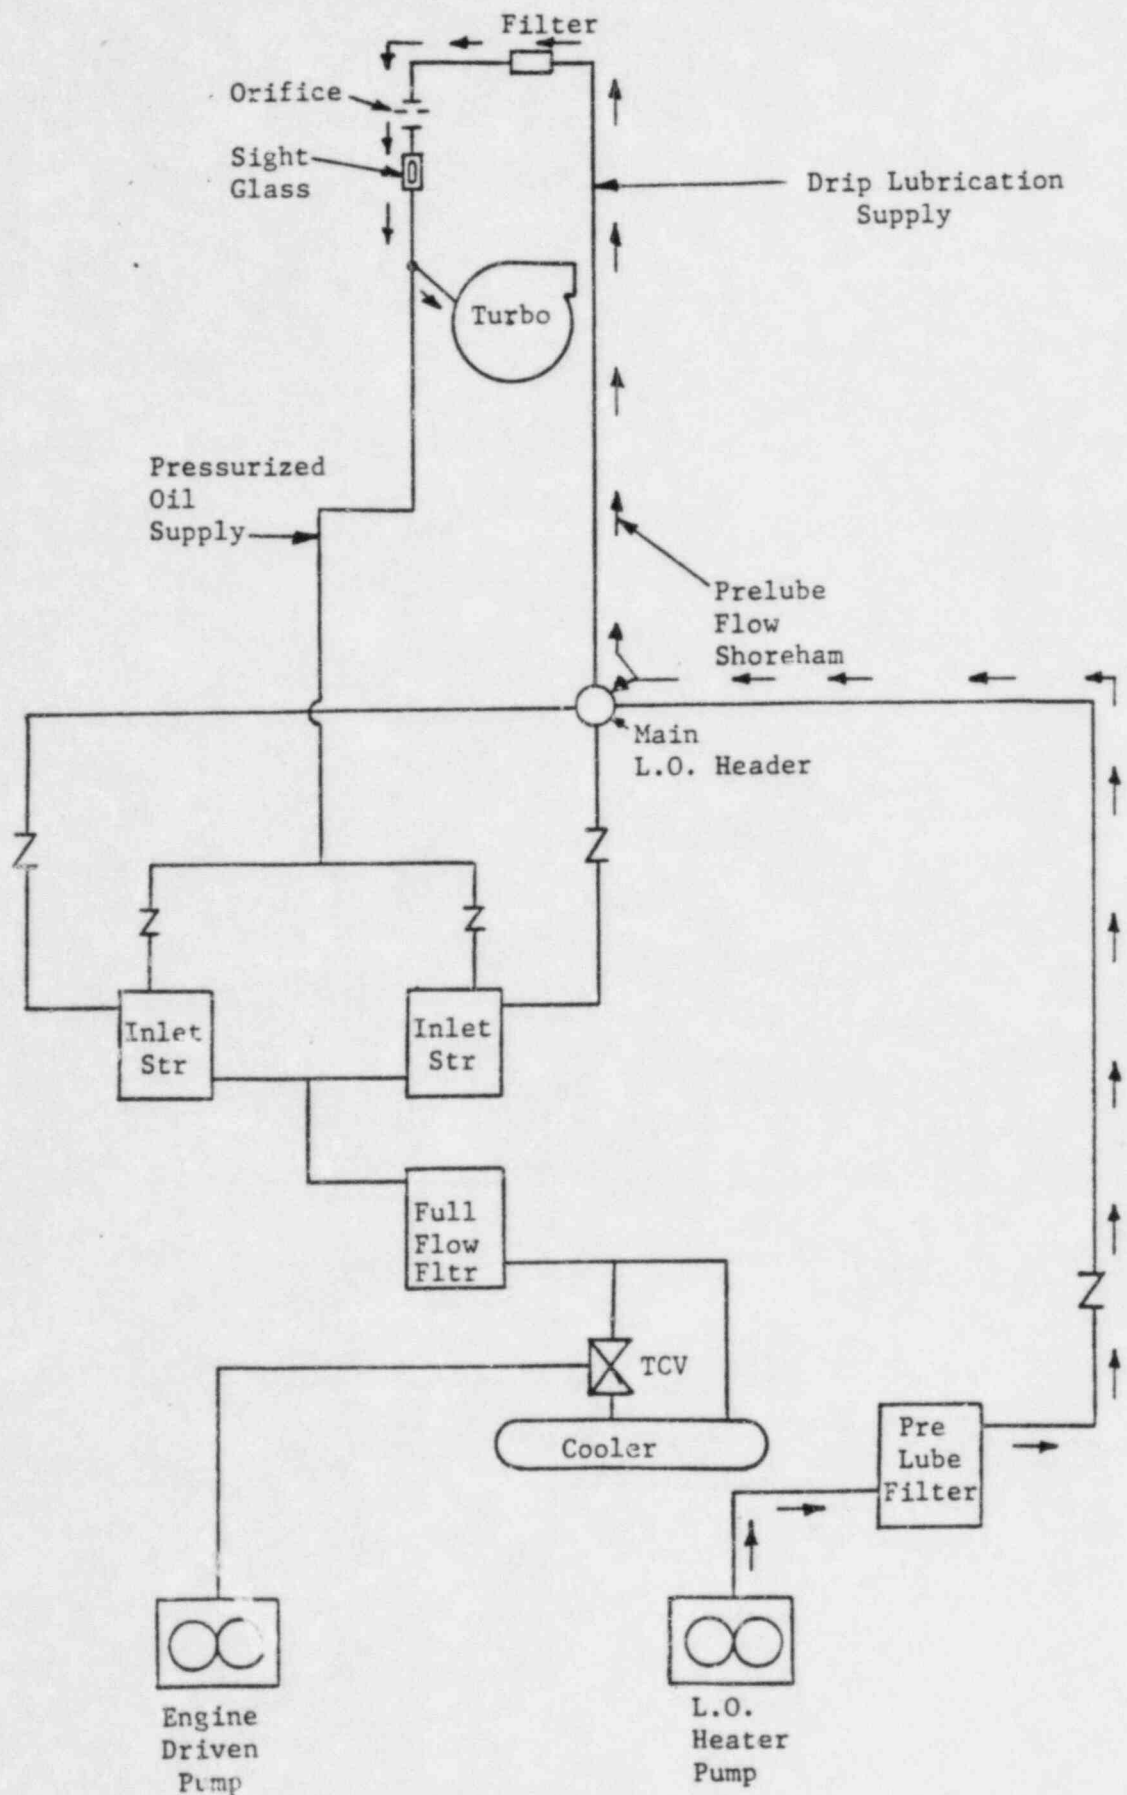 Filter
Orifice
Sight
Glass
Drip Lubrication
Supply
Turbo
Pressurized
Oil
Supply
Prelube
Flow
Shoreham
Main
L.O. Header
Inlet
Str
Inlet
Str
Full
Flow
Fltr
TCV
Cooler
Pre
Lube
Filter
Engine
Driven
Pump
L.O.
Heater
Pump